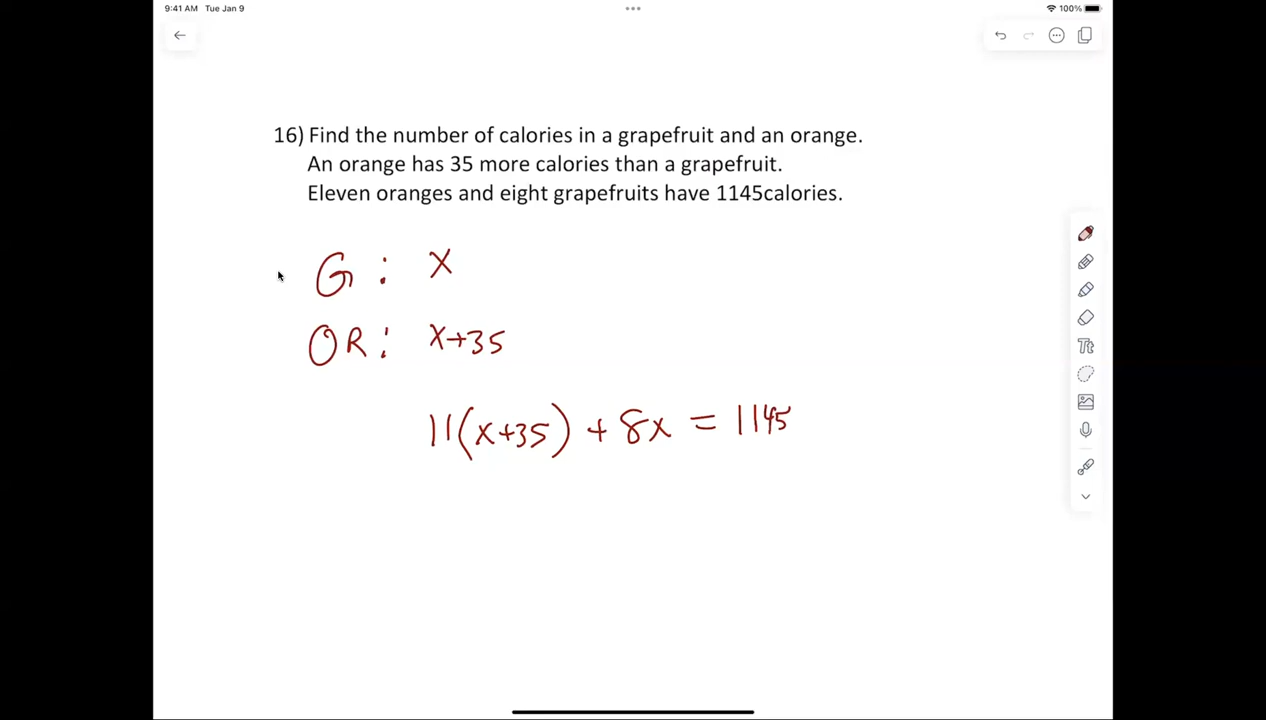 9:41 AM Tue Jan 9
100%
16) Find the number of calories in a grapefruit and an orange.
An orange has 35 more calories than a grapefruit.
Eleven oranges and eight grapefruits have 1145calories.
G : X
OR : X+35
11(x+35) + 8x = 1145
Tt